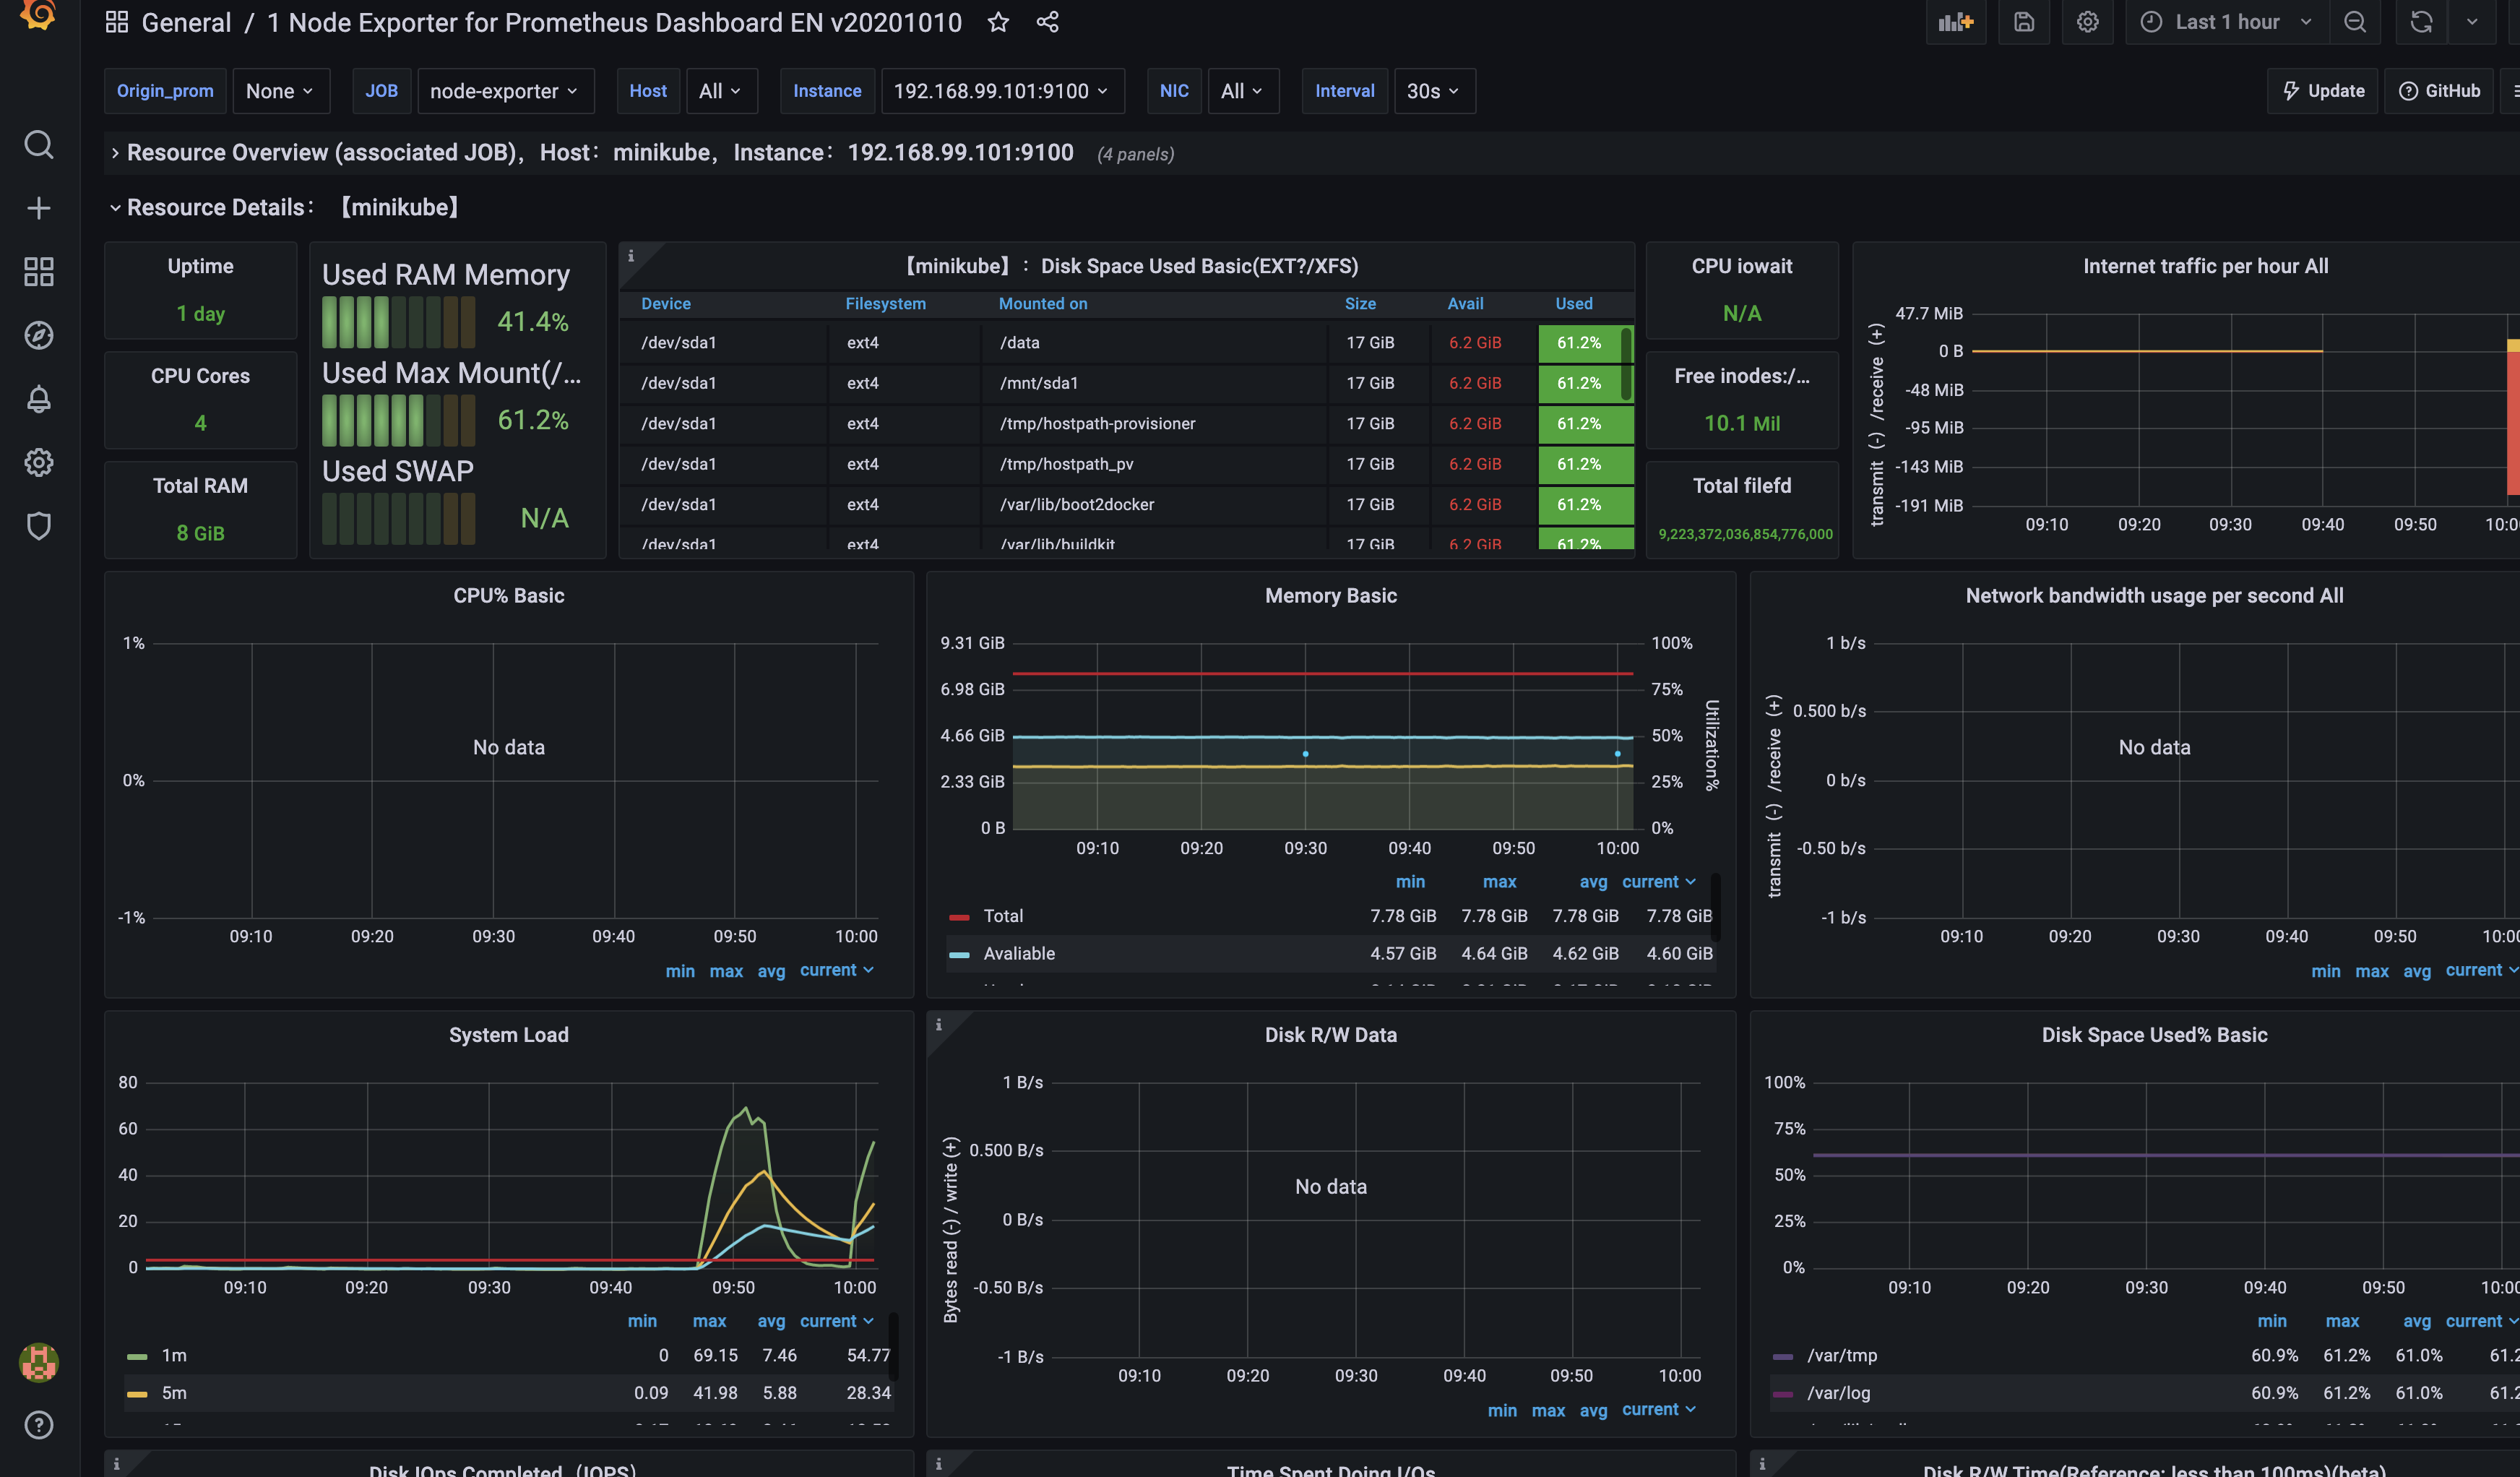 General / 1 Node Exporter for Prometheus Dashboard EN v20201010
Last 1 hour
Origin_prom None JOB node-exporter Host All Instance 192.168.99.101:9100 NIC All Interval 30s Update GitHub
Resource Overview (associated JOB)，Host：minikube，Instance：192.168.99.101:9100 (4 panels)
Resource Details：【minikube】
Uptime
1 day
CPU Cores
4
Total RAM
8 GiB
Used RAM Memory
41.4%
Used Max Mount(/...
61.2%
Used SWAP
N/A
【minikube】：Disk Space Used Basic(EXT?/XFS)
Device Filesystem Mounted on Size Avail Used
/dev/sda1 ext4 /data 17 GiB 6.2 GiB 61.2%
/dev/sda1 ext4 /mnt/sda1 17 GiB 6.2 GiB 61.2%
/dev/sda1 ext4 /tmp/hostpath-provisioner 17 GiB 6.2 GiB 61.2%
/dev/sda1 ext4 /tmp/hostpath_pv 17 GiB 6.2 GiB 61.2%
/dev/sda1 ext4 /var/lib/boot2docker 17 GiB 6.2 GiB 61.2%
/dev/sda1 ext4 /var/lib/buildkit 17 GiB 6.2 GiB 61.2%
CPU iowait
N/A
Free inodes:/...
10.1 Mil
Total filefd
9,223,372,036,854,776,000
Internet traffic per hour All
transmit (-) /receive (+)
47.7 MiB
0 B
-48 MiB
-95 MiB
-143 MiB
-191 MiB
09:10 09:20 09:30 09:40 09:50 10:00
CPU% Basic
1%
No data
0%
-1%
09:10 09:20 09:30 09:40 09:50 10:00
min max avg current
Memory Basic
9.31 GiB 100%
6.98 GiB 75%
4.66 GiB 50%
2.33 GiB 25%
0 B 0%
Utilization%
09:10 09:20 09:30 09:40 09:50 10:00
min max avg current
Total 7.78 GiB 7.78 GiB 7.78 GiB 7.78 GiB
Avaliable 4.57 GiB 4.64 GiB 4.62 GiB 4.60 GiB
Network bandwidth usage per second All
transmit (-) /receive (+)
1 b/s
0.500 b/s
No data
0 b/s
-0.50 b/s
-1 b/s
09:10 09:20 09:30 09:40 09:50 10:00
min max avg current
System Load
80
60
40
20
0
09:10 09:20 09:30 09:40 09:50 10:00
min max avg current
1m 0 69.15 7.46 54.77
5m 0.09 41.98 5.88 28.34
Disk R/W Data
Bytes read (-) / write (+)
1 B/s
0.500 B/s
No data
0 B/s
-0.50 B/s
-1 B/s
09:10 09:20 09:30 09:40 09:50 10:00
min max avg current
Disk Space Used% Basic
100%
75%
50%
25%
0%
09:10 09:20 09:30 09:40 09:50 10:00
min max avg current
/var/tmp 60.9% 61.2% 61.0% 61.2
/var/log 60.9% 61.2% 61.0% 61.2
Disk IOps Completed（IOPS）
Time Spent Doing I/Os
Disk R/W Time(Reference: less than 100ms)(beta)